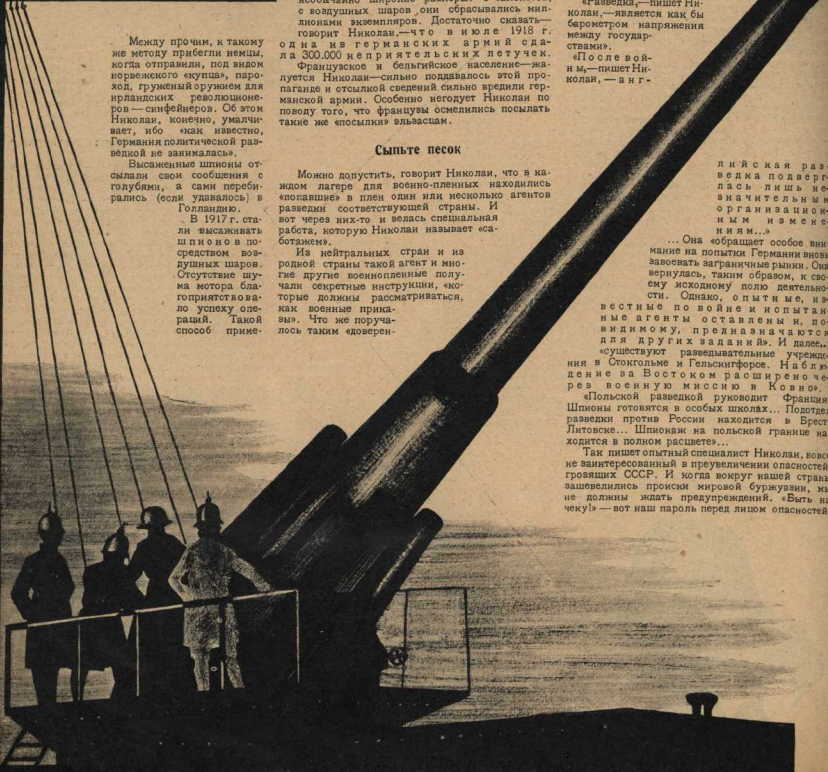 Между прочим, к такому
же методу прибегли немцы,
когда отправили, под видом
норвежского «купца», паро-
ход, груженый оружием для
ирландских революционе-
ров — синфейнеров. Об этом
Николаи, конечно, умалчи-
вает, ибо «как известно,
Германия политической раз-
ведкой не занималась».
Высаженные шпионы от-
сылали свои сообщения с
голубями, а сами переби-
рались (если удавалось) в
Голландию.
В 1917 г. ста-
ли высаживать
шпионов по-
средством воз-
душных шаров.
Отсутствие шу-
ма мотора бла-
гоприятствова-
ло успеху опе-
раций. Такой
способ приме-
с воздушных шаров они сбрасывались мил-
лионами экземпляров. Достаточно сказать—
говорит Николаи,—что в июле 1918 г.
одна из германских армий сда-
ла 300.000 неприятельских летучек.
Французское и бельгийское население—жа-
луется Николаи—сильно поддавалось этой про-
паганде и отсылкой сведений сильно вредили гер-
манской армии. Особенно негодует Николаи по
поводу того, что французы осмелились посылать
такие же «посылки» эльзасцам.
Сыпьте песок
Можно допустить, говорит Николаи, что в ка-
ждом лагере для военно-пленных находились
«попавшие» в плен один или несколько агентов
разведки соответствующей страны. И
вот через них-то и велась специальная
работа, которую Николаи называет «са-
ботажем».
Из нейтральных стран и из
родной страны такой агент и мно-
гие другие военнопленные полу-
чали секретные инструкции, «ко-
торые должны рассматриваться,
как военные прика-
зы». Что же поруча-
лось таким «доверен-
«Разведка,—пишет Ни-
колаи,—является как бы
барометром напряжения
между государ-
ствами».
«После вой-
ны,—пишет Ни-
колаи, — анг-
лийская раз-
ведка подверг-
лась лишь не-
значительным
организацион-
ным измене-
ниям...»
... Она «обращает особое вни-
мание на попытки Германии вновь
завоевать заграничные рынки. Она
вернулась, таким образом, к сво-
ему исходному полю деятельно-
сти. Однако, опытные, из-
вестные по войне и испытан-
ные агенты оставлены и, по-
видимому, предназначаются
для других заданий». И далее...
«существуют разведывательные учрежде-
ния в Стокгольме и Гельсингфорсе. Наблю-
дение за Востоком расширено че-
рез военную миссию в Ковно».
«Польской разведкой руководит Франция.
Шпионы готовятся в особых школах... Подотдел
разведки против России находится в Брест-
Литовске... Шпионаж на польской границе на-
ходится в полном расцвете»...
Так пишет опытный специалист Николаи, вовсе
не заинтересованный в преувеличении опасностей,
грозящих СССР. И когда вокруг нашей страны
зашевелились происки мировой буржуазии, мы
не должны ждать предупреждений. «Быть на
чеку!» — вот наш пароль перед лицом опасностей